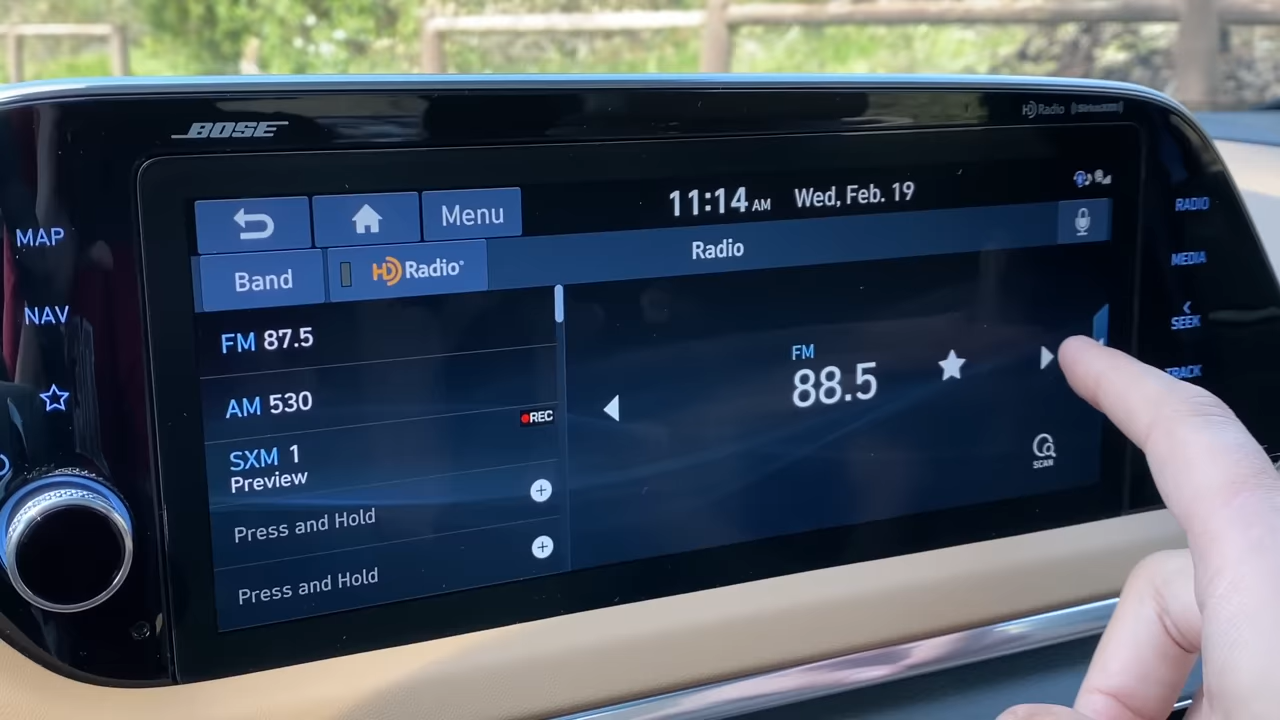 BOSE
HD Radio SiriusXM
11:14 AM Wed, Feb. 19
Menu
Radio
Band
HD Radio
MAP
NAV
RADIO
MEDIA
SEEK
TRACK
FM 87.5
AM 530
REC
SXM 1
Preview
Press and Hold
Press and Hold
FM
88.5
SCAN